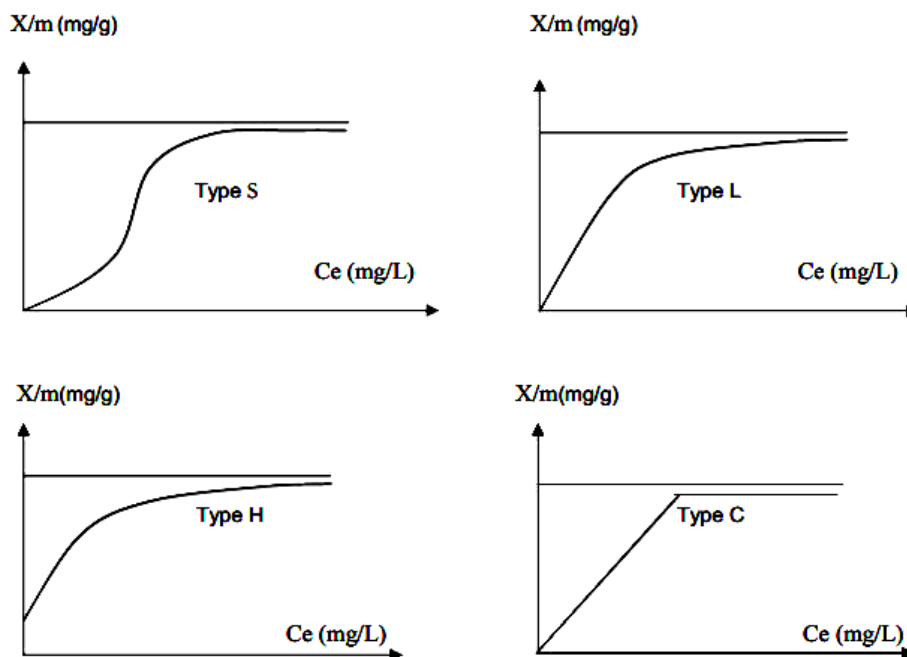 X/m (mg/g)
Type S
Ce (mg/L)
X/m (mg/g)
Type L
Ce (mg/L)
X/m(mg/g)
Type H
Ce (mg/L)
X/m(mg/g)
Type C
Ce (mg/L)